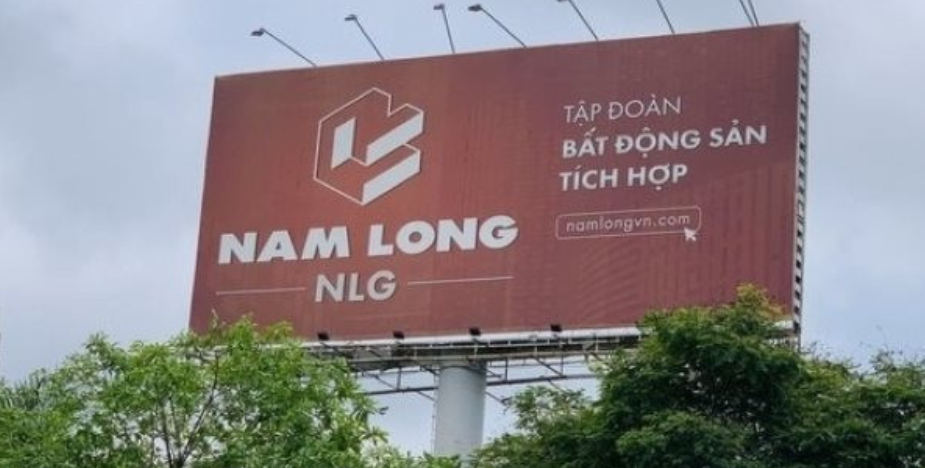 NAM LONG
NLG
TẬP ĐOÀN
BẤT ĐỘNG SẢN
TÍCH HỢP
namlongvn.com